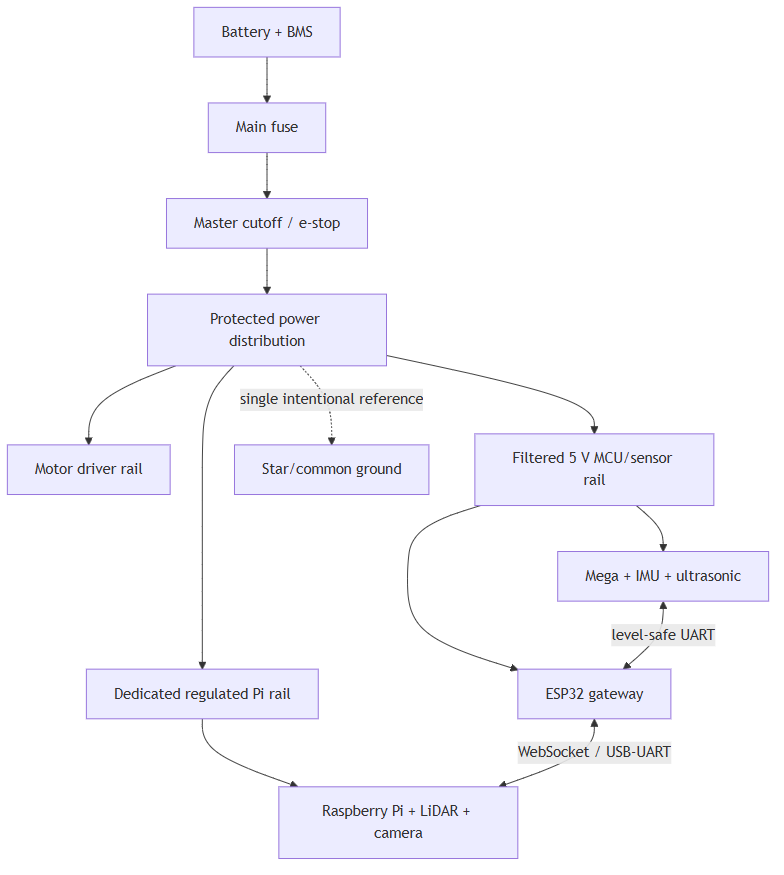 Battery + BMS
Main fuse
Master cutoff / e-stop
Protected power
distribution
single intentional reference
Motor driver rail
Star/common ground
Filtered 5 V MCU/sensor
rail
Mega + IMU + ultrasonic
level-safe UART
Dedicated regulated Pi rail
ESP32 gateway
WebSocket / USB-UART
Raspberry Pi + LiDAR +
camera